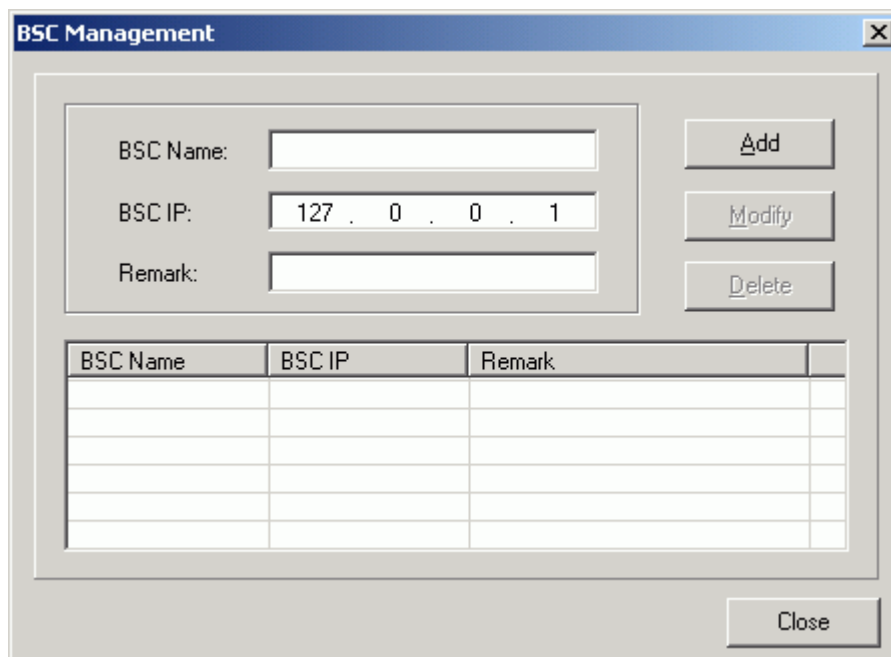 BSC Management
BSC Name:
Add
BSC IP: 127 . 0 . 0 . 1
Modify
Remark:
Delete
BSC Name BSC IP Remark
Close